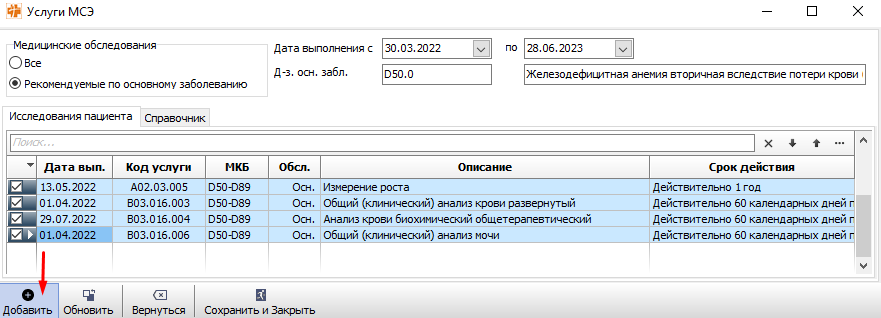 Услуги МСЭ
Медицинские обследования
Все
Рекомендуемые по основному заболеванию
Дата выполнения с 30.03.2022 по 28.06.2023
Д-з. осн. забл. D50.0 Железодефицитная анемия вторичная вследствие потери крови (
Исследования пациента Справочник
Поиск...
Дата вып. Код услуги МКБ Обсл. Описание Срок действия
13.05.2022 A02.03.005 D50-D89 Осн. Измерение роста Действительно 1 год
01.04.2022 B03.016.003 D50-D89 Осн. Общий (клинический) анализ крови развернутый Действительно 60 календарных дней п
29.07.2022 B03.016.004 D50-D89 Осн. Анализ крови биохимический общетерапевтический Действительно 60 календарных дней п
01.04.2022 B03.016.006 D50-D89 Осн. Общий (клинический) анализ мочи Действительно 60 календарных дней п
Добавить Обновить Вернуться Сохранить и Закрыть